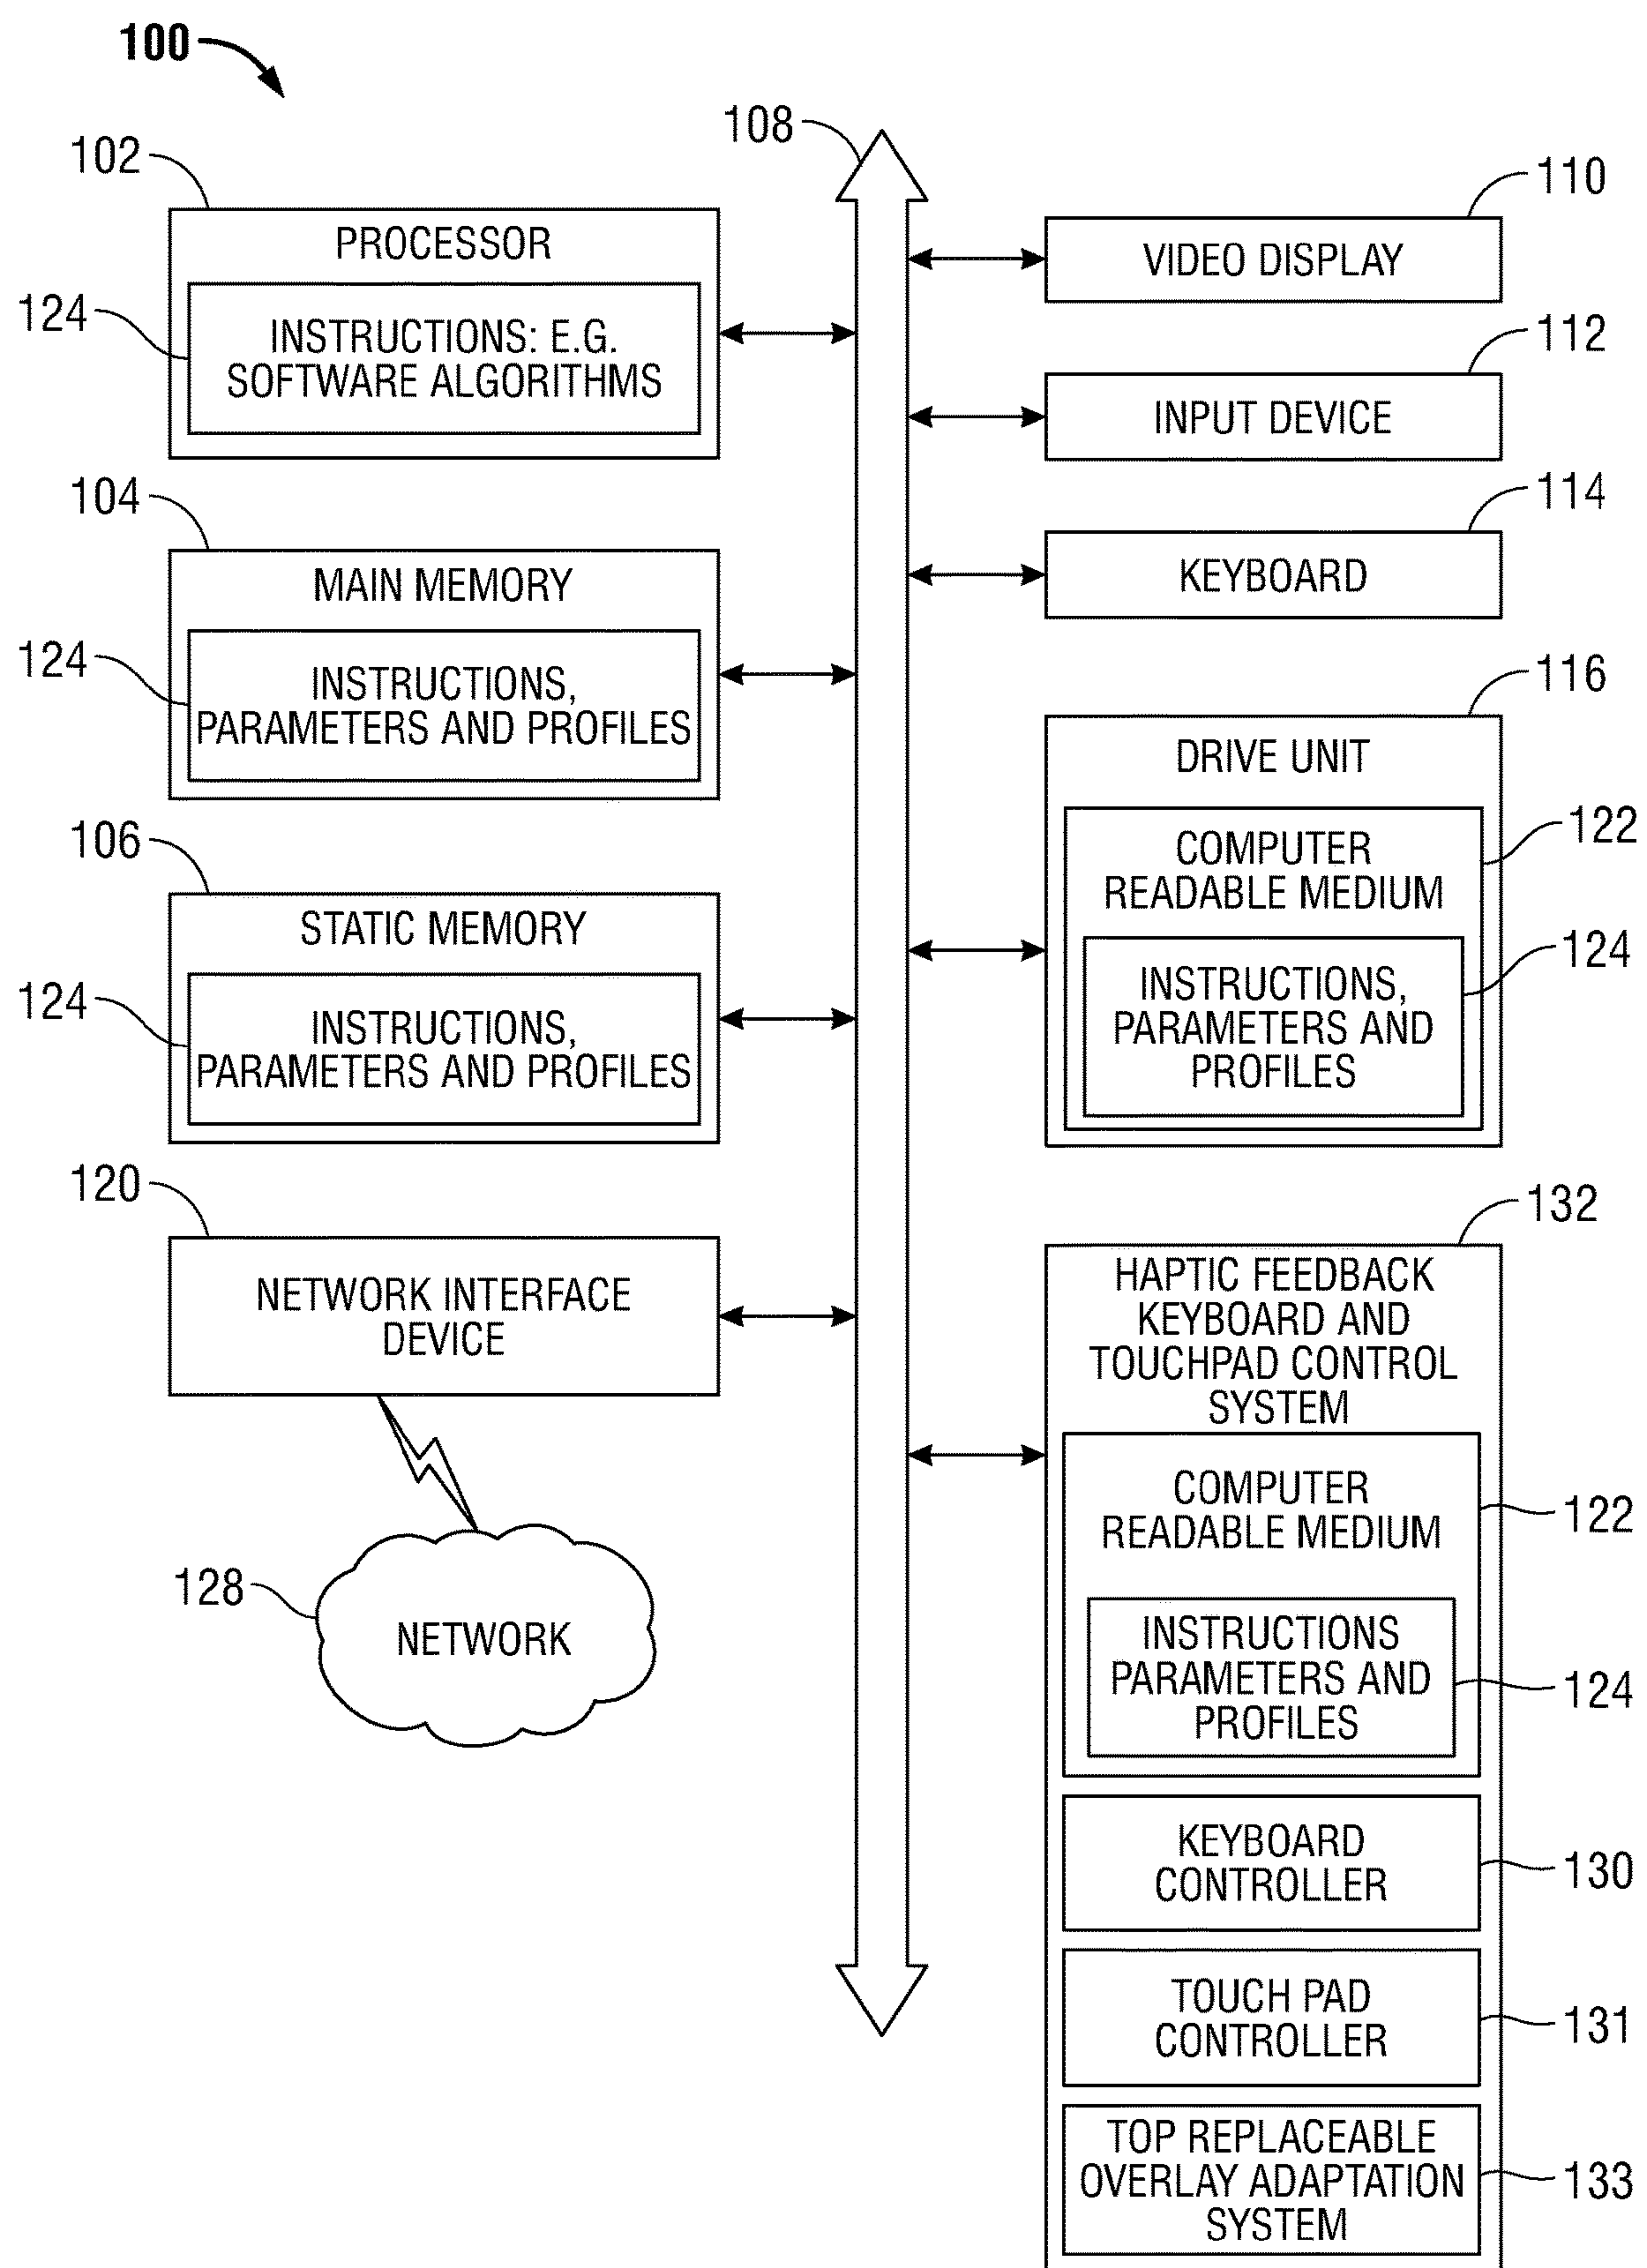 100
108
102
PROCESSOR
124
INSTRUCTIONS: E.G.
SOFTWARE ALGORITHMS
104
MAIN MEMORY
124
INSTRUCTIONS,
PARAMETERS AND PROFILES
106
STATIC MEMORY
124
INSTRUCTIONS,
PARAMETERS AND PROFILES
120
NETWORK INTERFACE
DEVICE
128
NETWORK
110
VIDEO DISPLAY
112
INPUT DEVICE
114
KEYBOARD
116
DRIVE UNIT
122
COMPUTER
READABLE MEDIUM
124
INSTRUCTIONS,
PARAMETERS AND
PROFILES
132
HAPTIC FEEDBACK
KEYBOARD AND
TOUCHPAD CONTROL
SYSTEM
COMPUTER
READABLE MEDIUM
122
INSTRUCTIONS
PARAMETERS AND
PROFILES
124
KEYBOARD
CONTROLLER
130
TOUCH PAD
CONTROLLER
131
TOP REPLACEABLE
OVERLAY ADAPTATION
SYSTEM
133